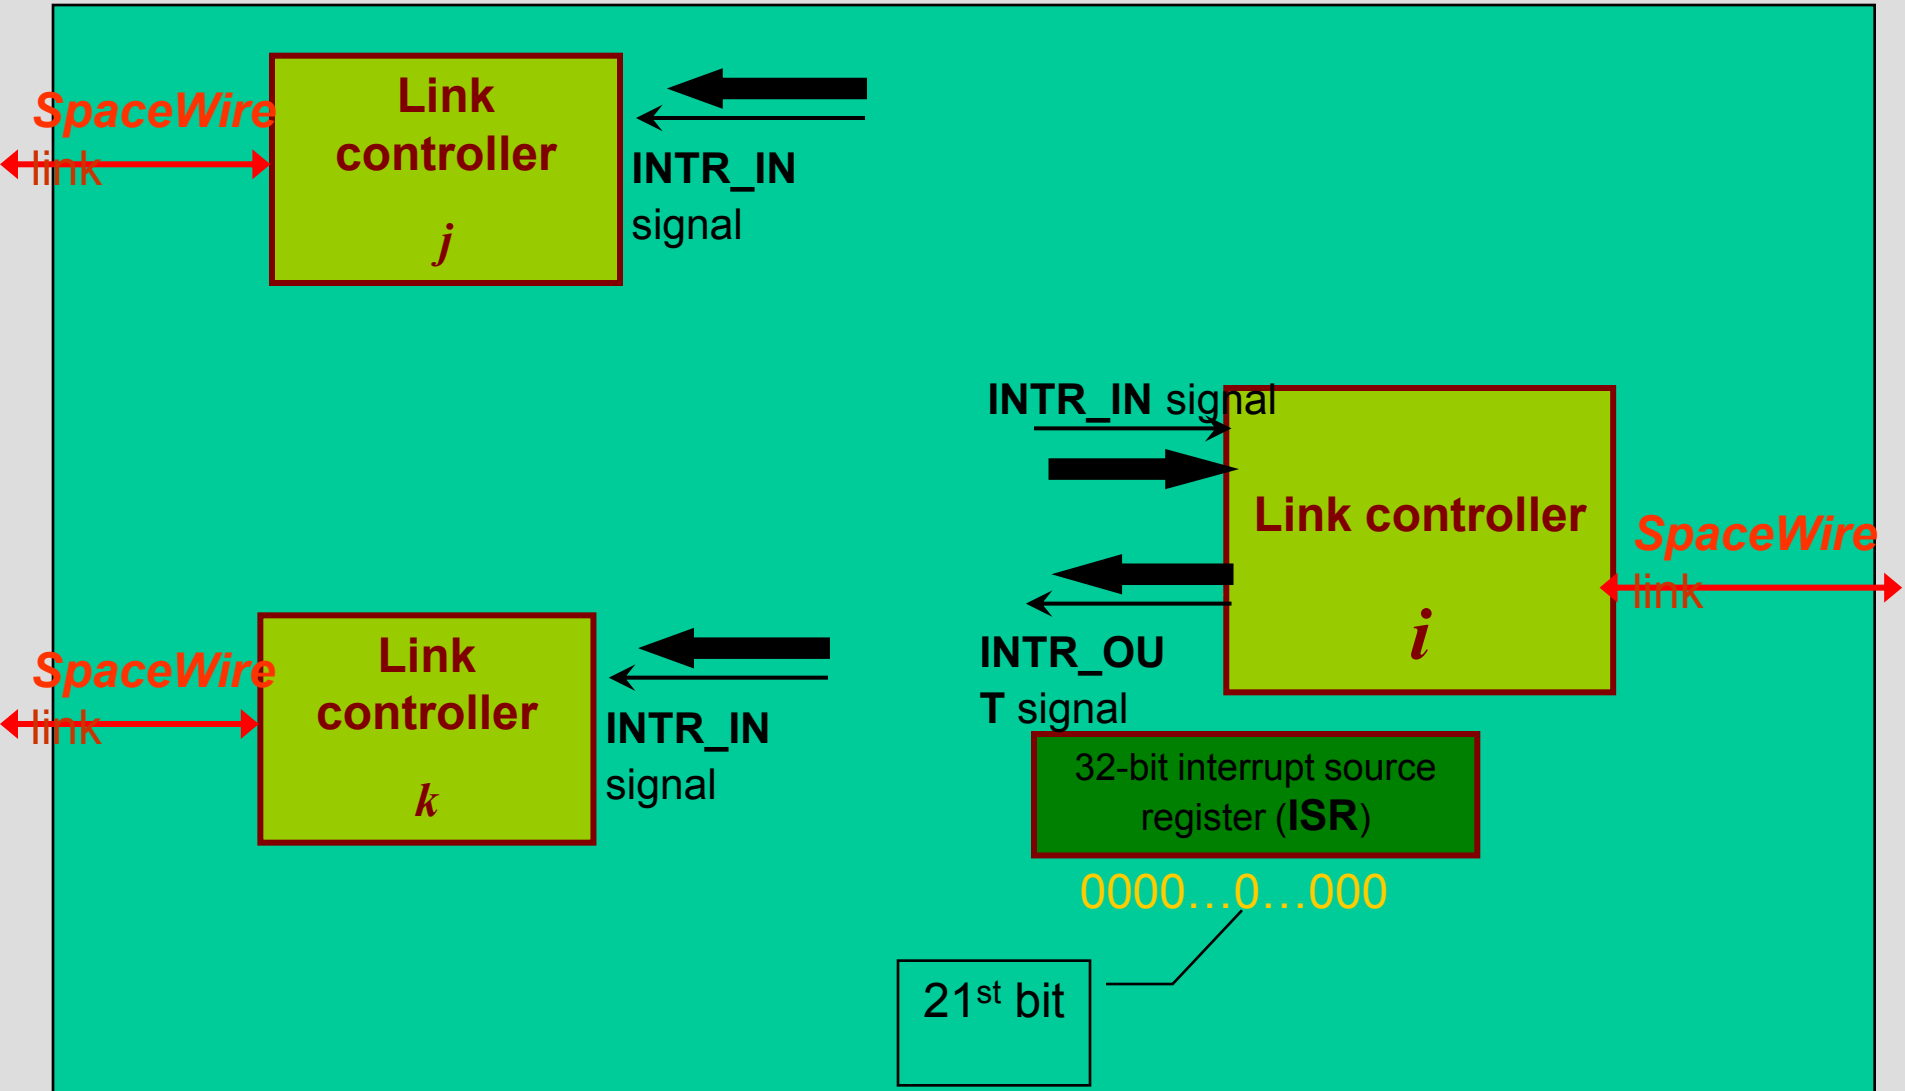 SpaceWire
link
Link
controller
j
INTR_IN
signal
INTR_IN signal
Link controller
i
SpaceWire
link
INTR_OU
T signal
SpaceWire
link
Link
controller
k
INTR_IN
signal
32-bit interrupt source
register (ISR)
0000…0…000
21st bit